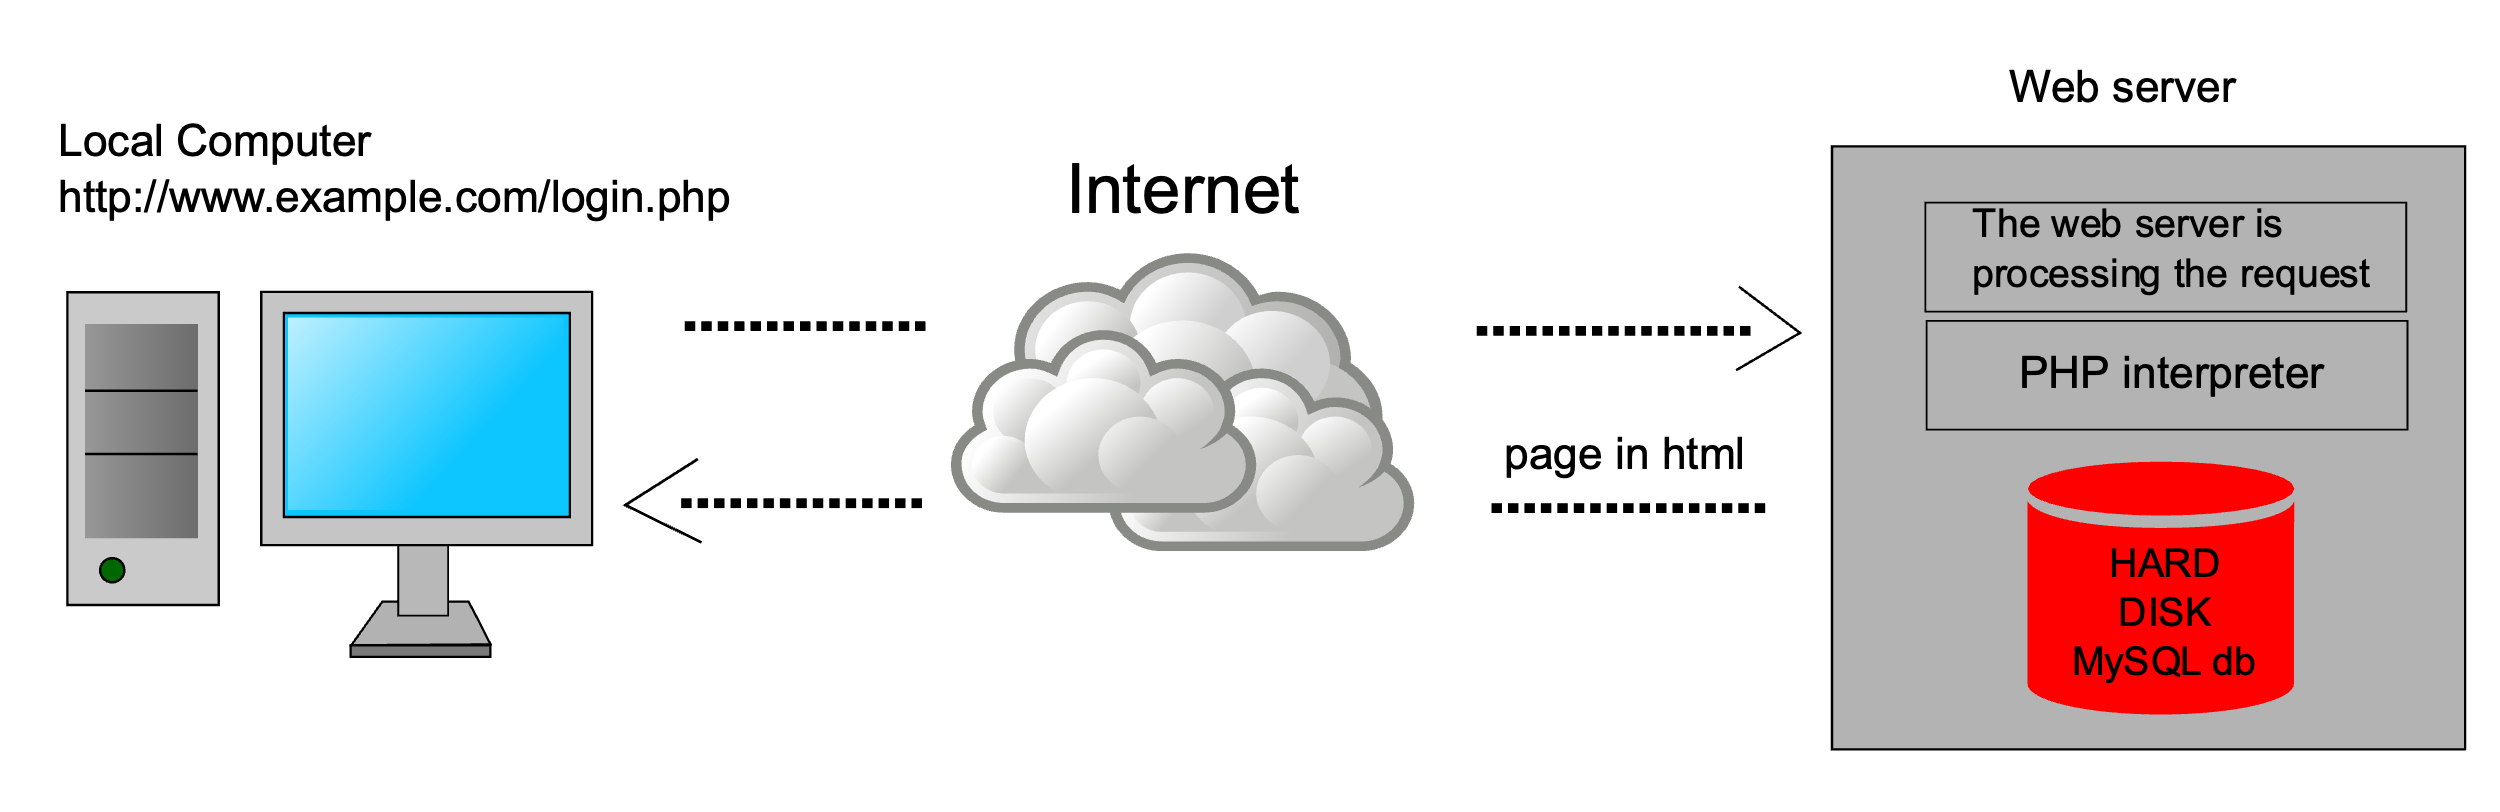 Web server
Local Computer
http://www.example.com/login.php
Internet
The web server is
processing the request
PHP interpreter
page in html
HARD
DISK
MySQL db